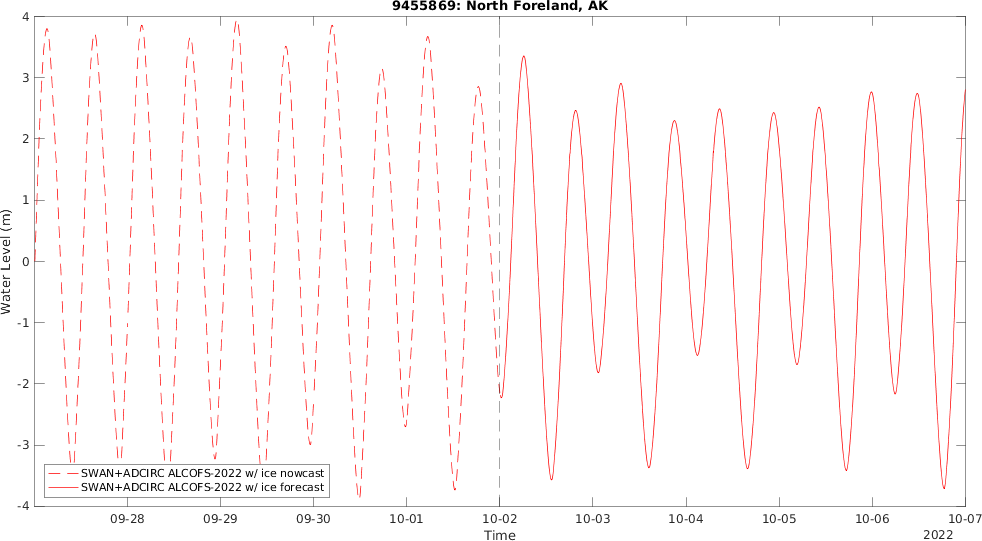 9455869: North Foreland, AK
4
3
2
1
0
-1
-2
-3
-4
Water Level (m)
SWAN+ADCIRC ALCOFS-2022 w/ ice nowcast
SWAN+ADCIRC ALCOFS-2022 w/ ice forecast
09-28 09-29 09-30 10-01 10-02 10-03 10-04 10-05 10-06 10-07
Time
2022